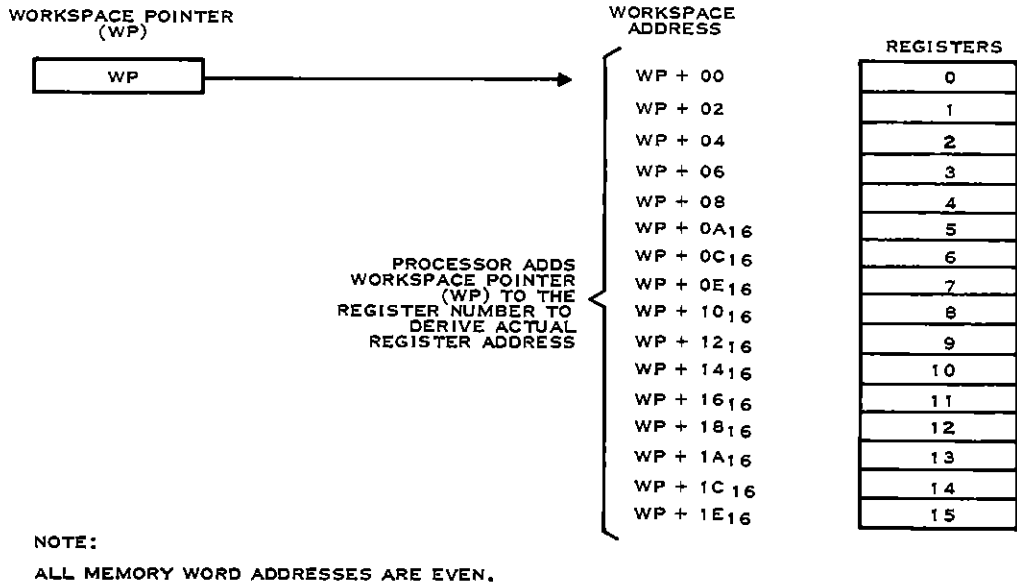 WORKSPACE POINTER
(WP)
WP
WORKSPACE
ADDRESS
REGISTERS
WP + 00 0
WP + 02 1
WP + 04 2
WP + 06 3
WP + 08 4
WP + 0A16 5
WP + 0C16 6
WP + 0E16 7
WP + 1016 8
WP + 1216 9
WP + 1416 10
WP + 1616 11
WP + 1816 12
WP + 1A16 13
WP + 1C16 14
WP + 1E16 15
PROCESSOR ADDS
WORKSPACE POINTER
(WP) TO THE
REGISTER NUMBER TO
DERIVE ACTUAL
REGISTER ADDRESS
NOTE:
ALL MEMORY WORD ADDRESSES ARE EVEN.